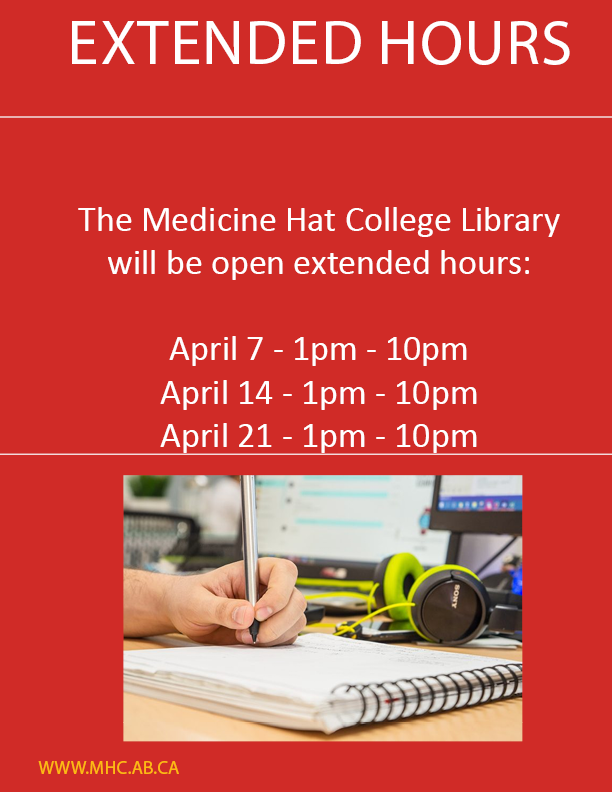 EXTENDED HOURS
The Medicine Hat College Library
will be open extended hours:
April 7 - 1pm - 10pm
April 14 - 1pm - 10pm
April 21 - 1pm - 10pm
SONY
WWW.MHC.AB.CA